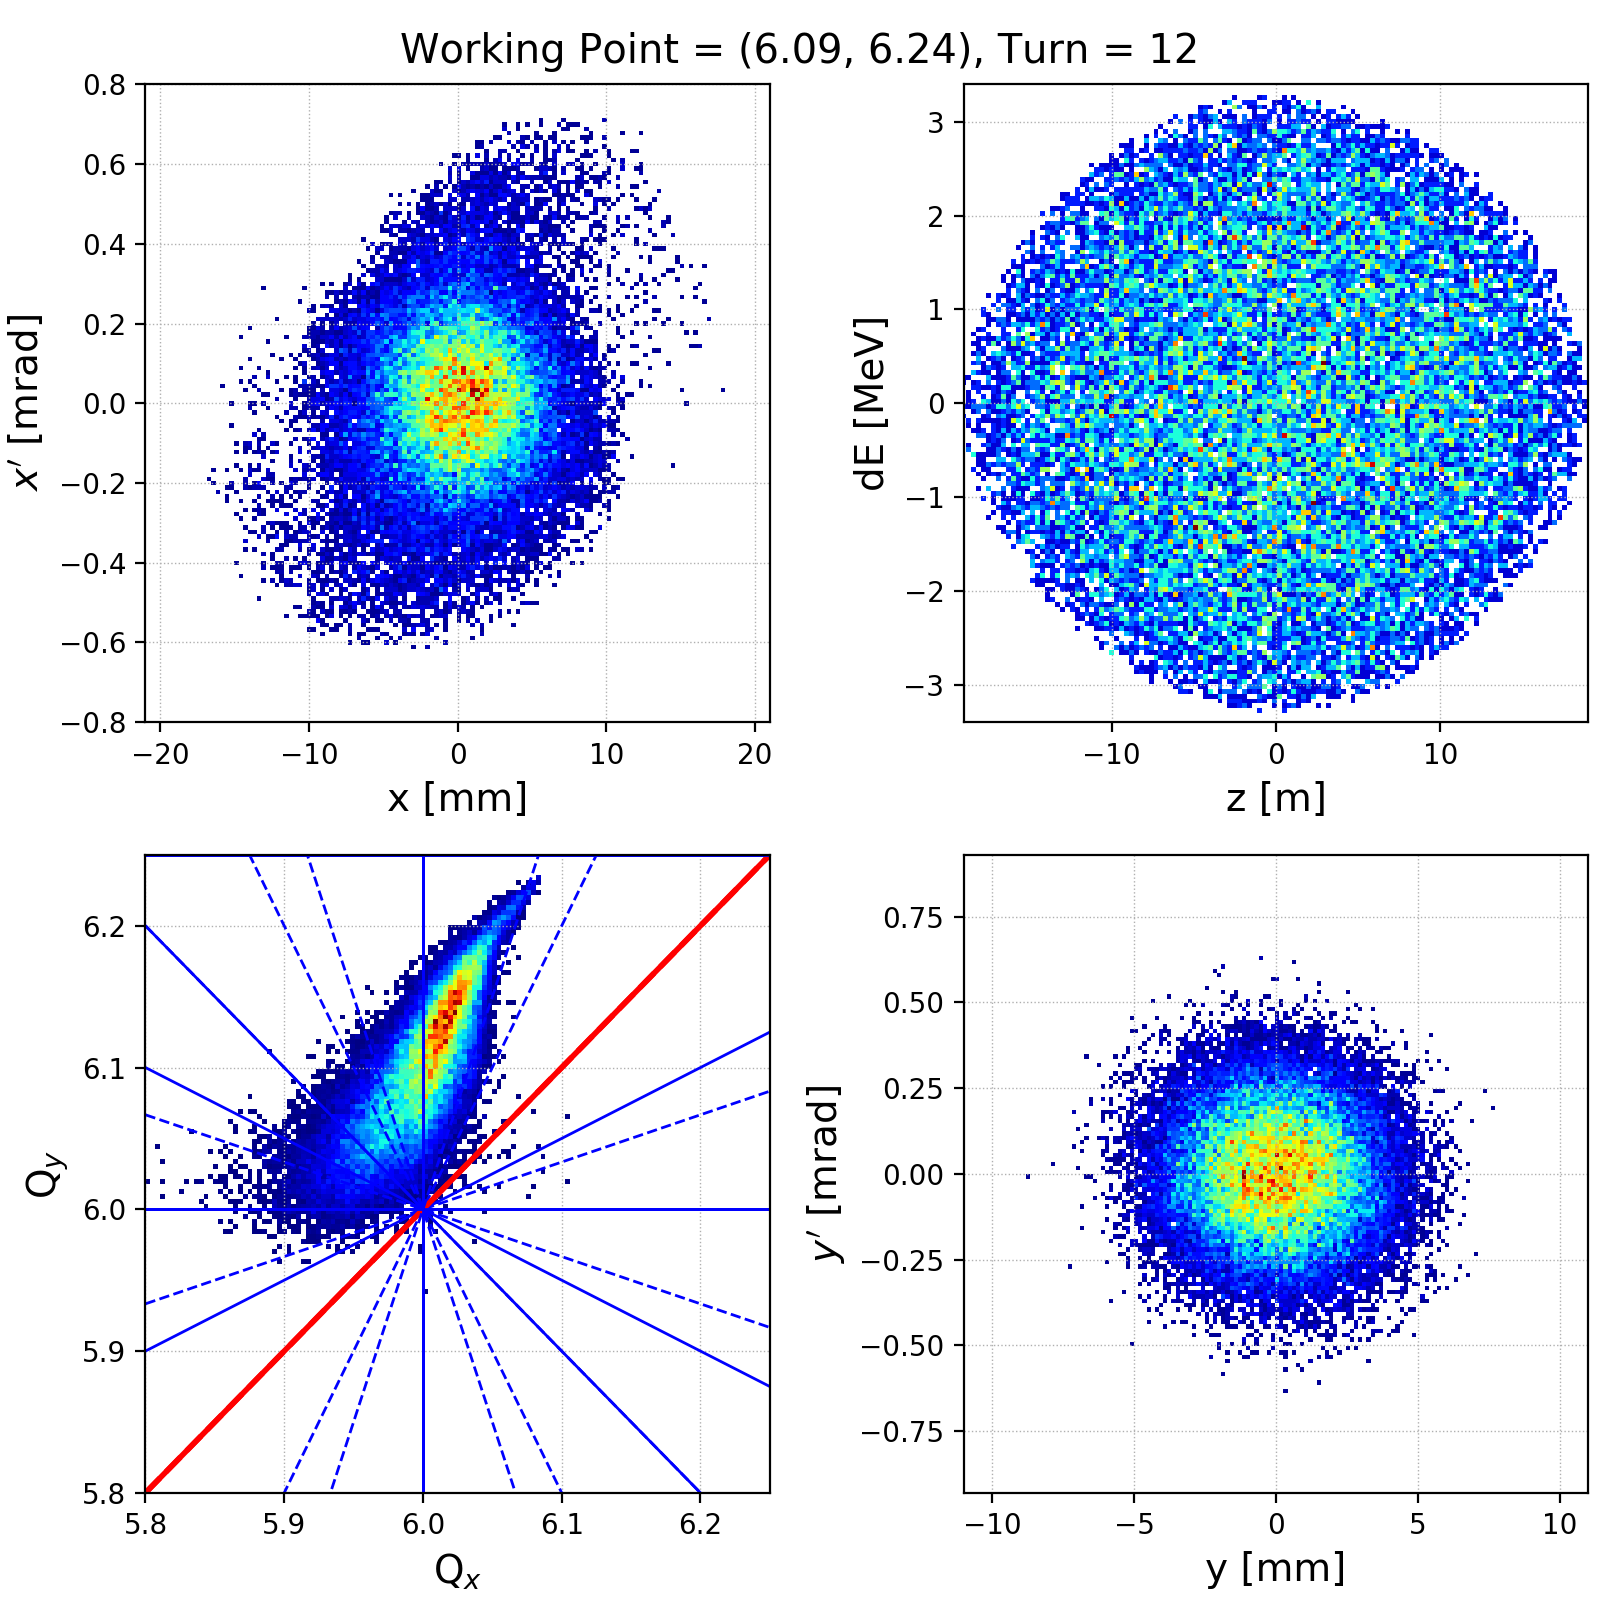 Working Point = (6.09, 6.24), Turn = 12
0.8
0.6
0.4
0.2
0.0
−0.2
−0.4
−0.6
−0.8
x′ [mrad]
−20 −10 0 10 20
x [mm]
3
2
1
0
−1
−2
−3
dE [MeV]
−10 0 10
z [m]
6.2
6.1
6.0
5.9
5.8
Qy
5.8 5.9 6.0 6.1 6.2
Qx
0.75
0.50
0.25
0.00
−0.25
−0.50
−0.75
y′ [mrad]
−10 −5 0 5 10
y [mm]